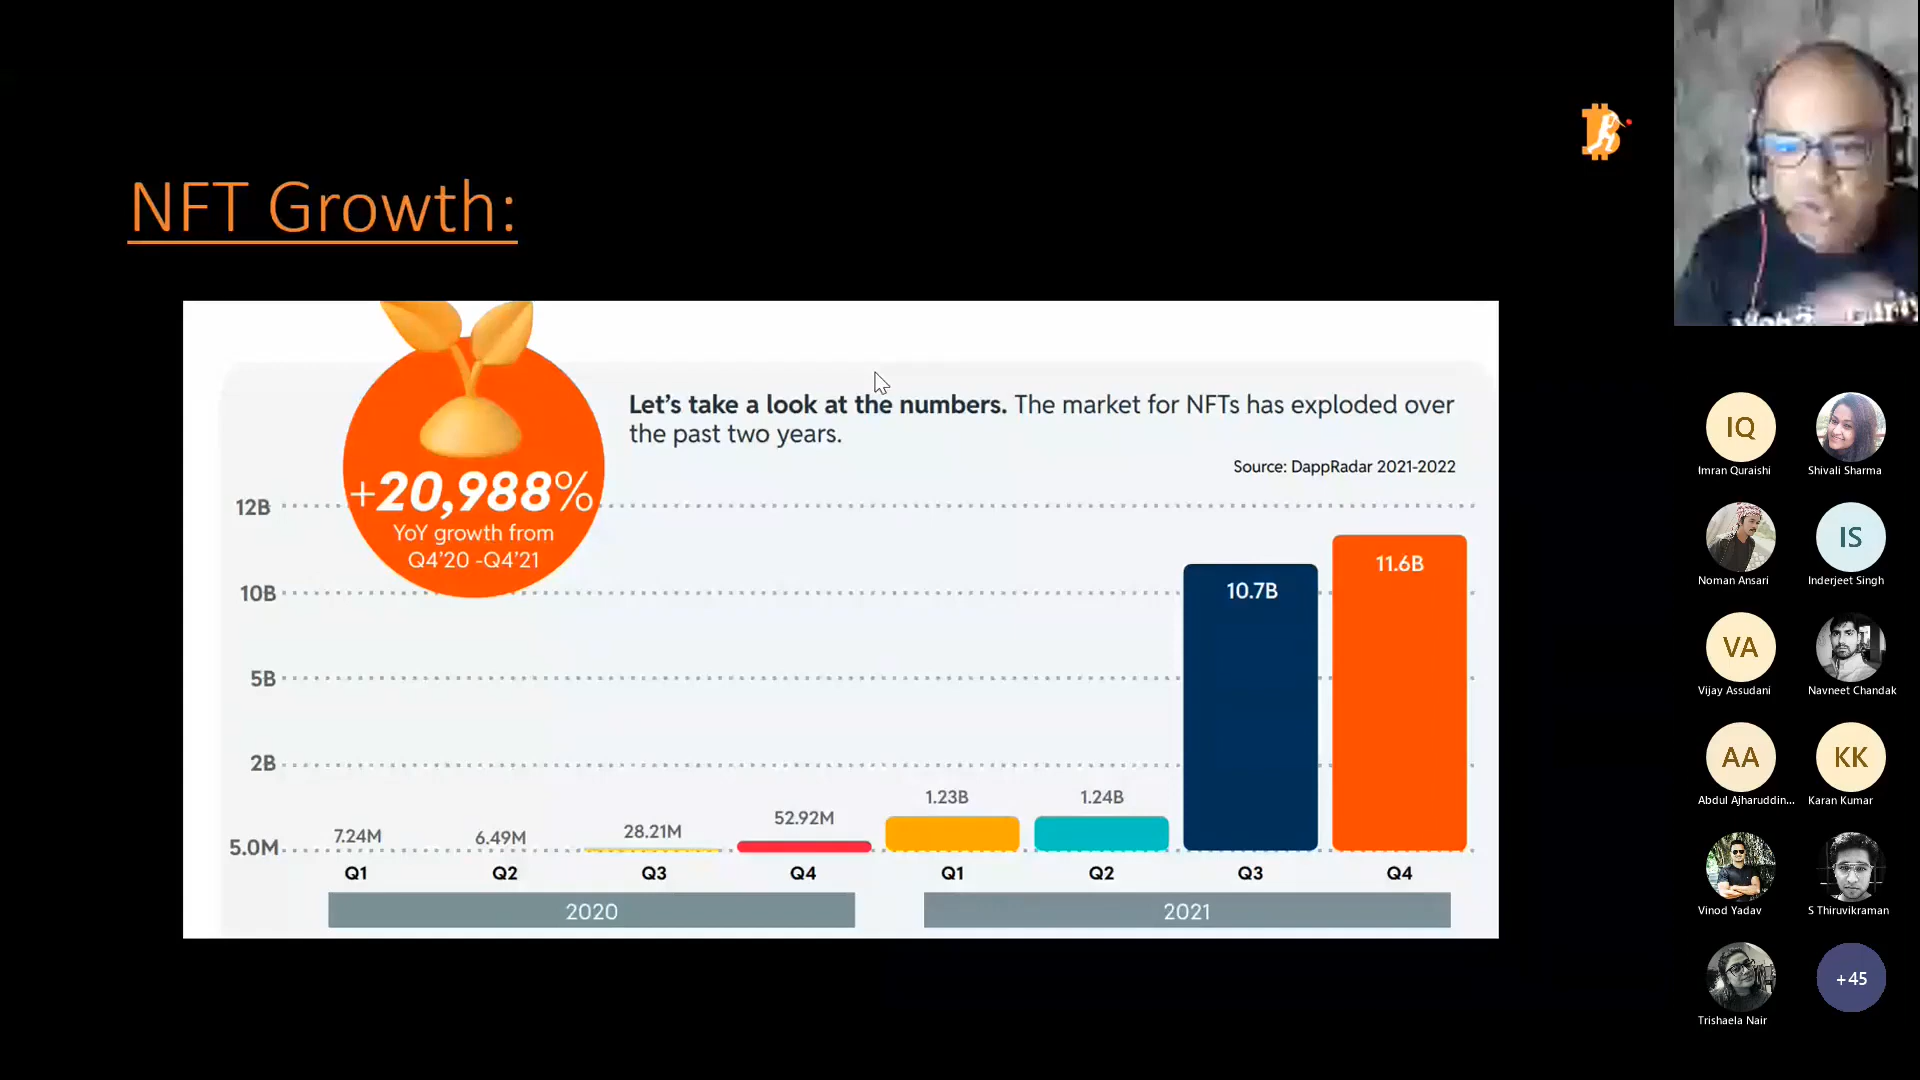 NFT Growth:
+20,988%
YoY growth from
Q4'20 -Q4'21
Let's take a look at the numbers. The market for NFTs has exploded over
the past two years.
Source: DappRadar 2021-2022
12B
10B
5B
2B
5.0M
7.24M
6.49M
28.21M
52.92M
1.23B
1.24B
10.7B
11.6B
Q1 Q2 Q3 Q4 Q1 Q2 Q3 Q4
2020 2021
IQ
Imran Quraishi
Shivali Sharma
Noman Ansari
IS
Inderjeet Singh
VA
Vijay Assudani
Navneet Chandak
AA
Abdul Ajharuddin...
KK
Karan Kumar
Vinod Yadav
S Thiruvikraman
Trishaela Nair
+45